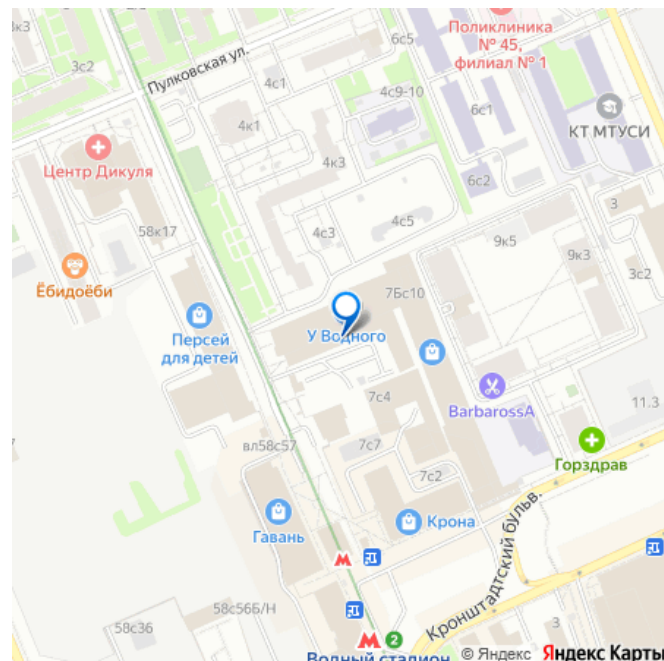 к3
3с2
Пулковская ул.
6с5
Поликлиника
№ 45,
филиал № 1
4с1
4с9-10
4к1
КТ МТУСИ
Центр Дикуля
4к3
6с2
3
58к17
4с3
4с5
9к5
9к3
3с2
Ёбидоёби
7Бс10
Персей
для детей
У Водного
7с4
BarbarossA
11.3
вл58с57
7с7
Горздрав
7с2
Гавань
Крона
Кронштадтский бульв.
58с36
58с56Б/Н
2
Водный стадион
© Яндекс Яндекс Карты